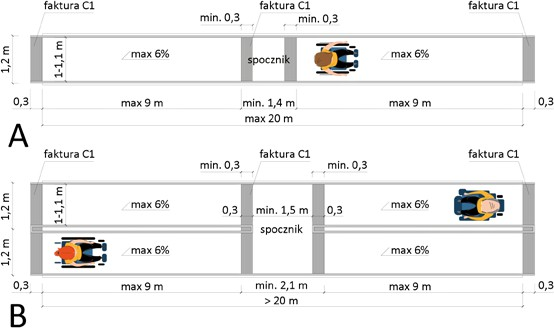 faktura C1 faktura C1 faktura C1
min. 0,3 min. 0,3
1,2 m 1-1,1 m max 6% spocznik max 6%
0,3 max 9 m min. 1,4 m max 9 m 0,3
max 20 m
A
faktura C1 faktura C1 faktura C1
min. 0,3 min. 0,3
1,2 m 1-1,1 m max 6% 0,3 min. 1,5 m 0,3 max 6%
spocznik
1,2 m max 6% max 6%
0,3 max 9 m min. 2,1 m max 9 m 0,3
> 20 m
B